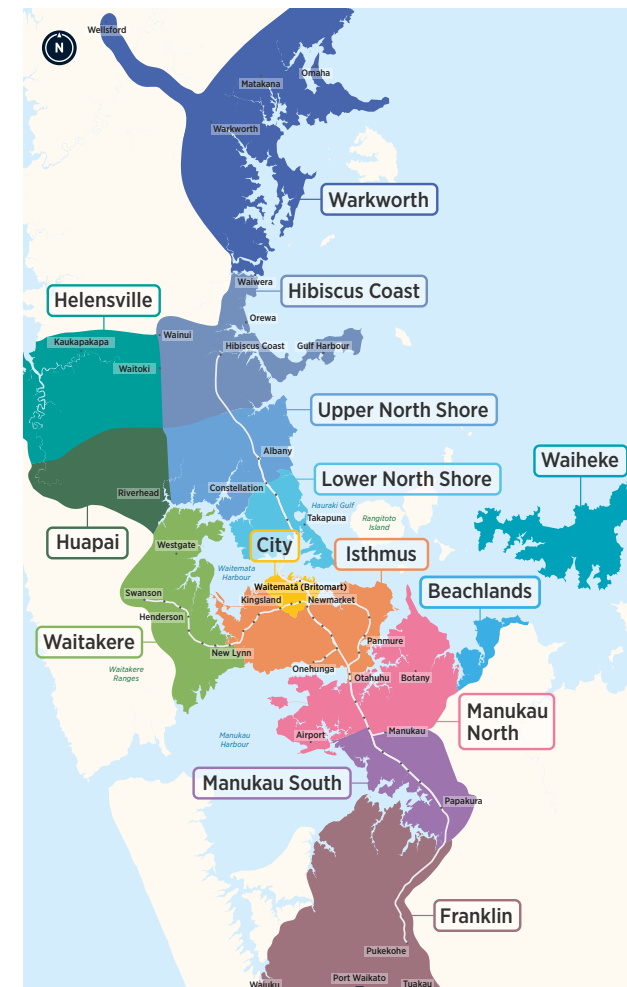 Wellsford
N
Omaha
Matakana
Warkworth
Warkworth
Waiwera
Hibiscus Coast
Helensville
Orewa
Wainui
Kaukapakapa
Hibiscus Coast
Gulf Harbour
Waitoki
Upper North Shore
Albany
Waiheke
Lower North Shore
Constellation
Riverhead
Hauraki Gulf
Takapuna
Rangitoto
Island
Huapai
City
Isthmus
Westgate
Waitemata
Harbour
Waitematā (Britomart)
Beachlands
Swanson
Kingsland
Newmarket
Henderson
Waitakere
Panmure
New Lynn
Waitakere
Ranges
Onehunga
Otahuhu
Botany
Manukau
North
Airport
Manukau
Manukau
Harbour
Manukau South
Papakura
Franklin
Pukekohe
Port Waikato
Waiuku
Tuakau